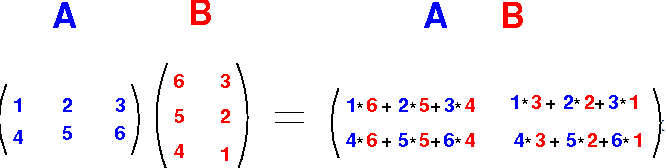 A B A B
1 2 3 6 3 1*6 + 2*5+3*4 1*3 + 2*2+3*1
4 5 6 5 2 = 4*6 + 5*5+6*4 4*3 + 5*2+6*1
4 1